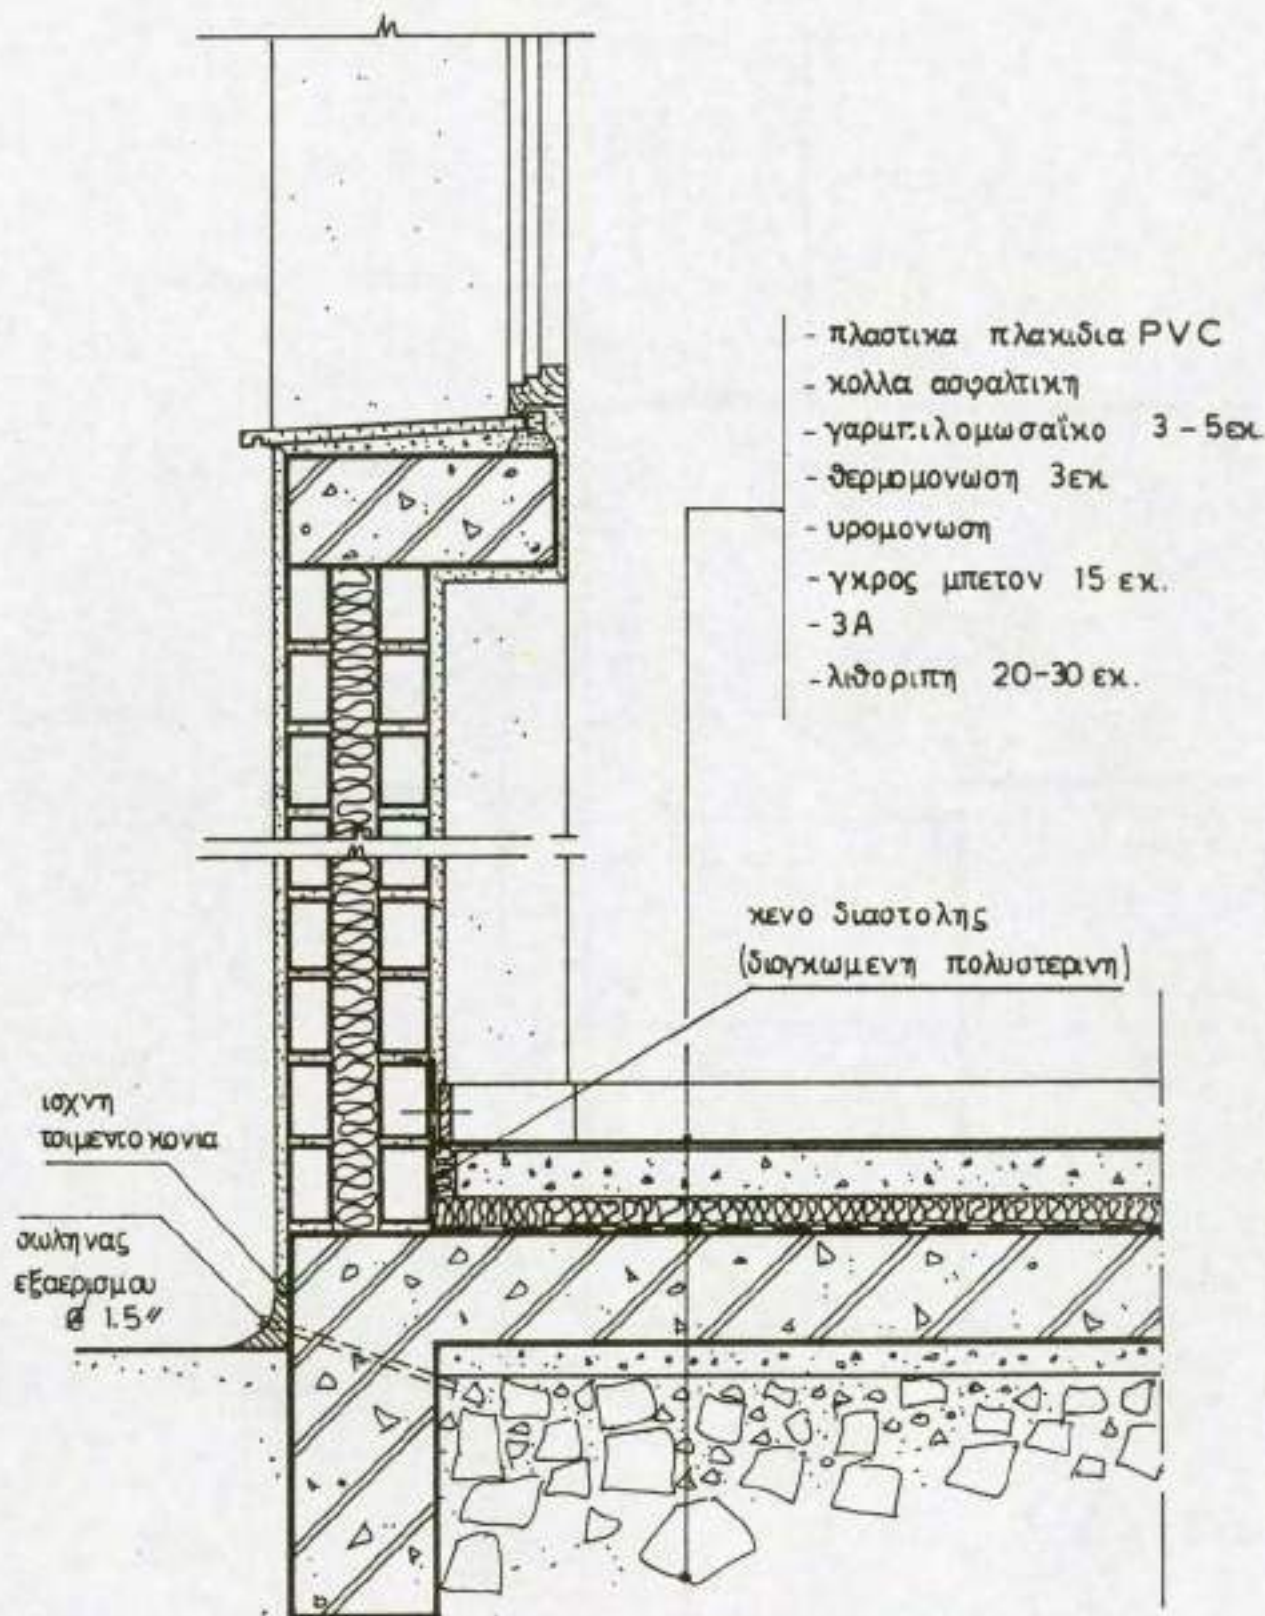 - πλαστικα πλακιδια PVC
- κολλα ασφαλτικη
- γαρμπιλομωσαϊκο 3-5εκ.
- θερμομονωση 3εκ
- υρομονωση
- γκρος μπετον 15 εκ.
- 3Α
- λιθοριπη 20-30 εκ.
κενο διαστολης
(διογκωμενη πολυστερινη)
ισχνη
τσιμεντοκονια
σωληνας
εξαερισμου
Ø 1.5"